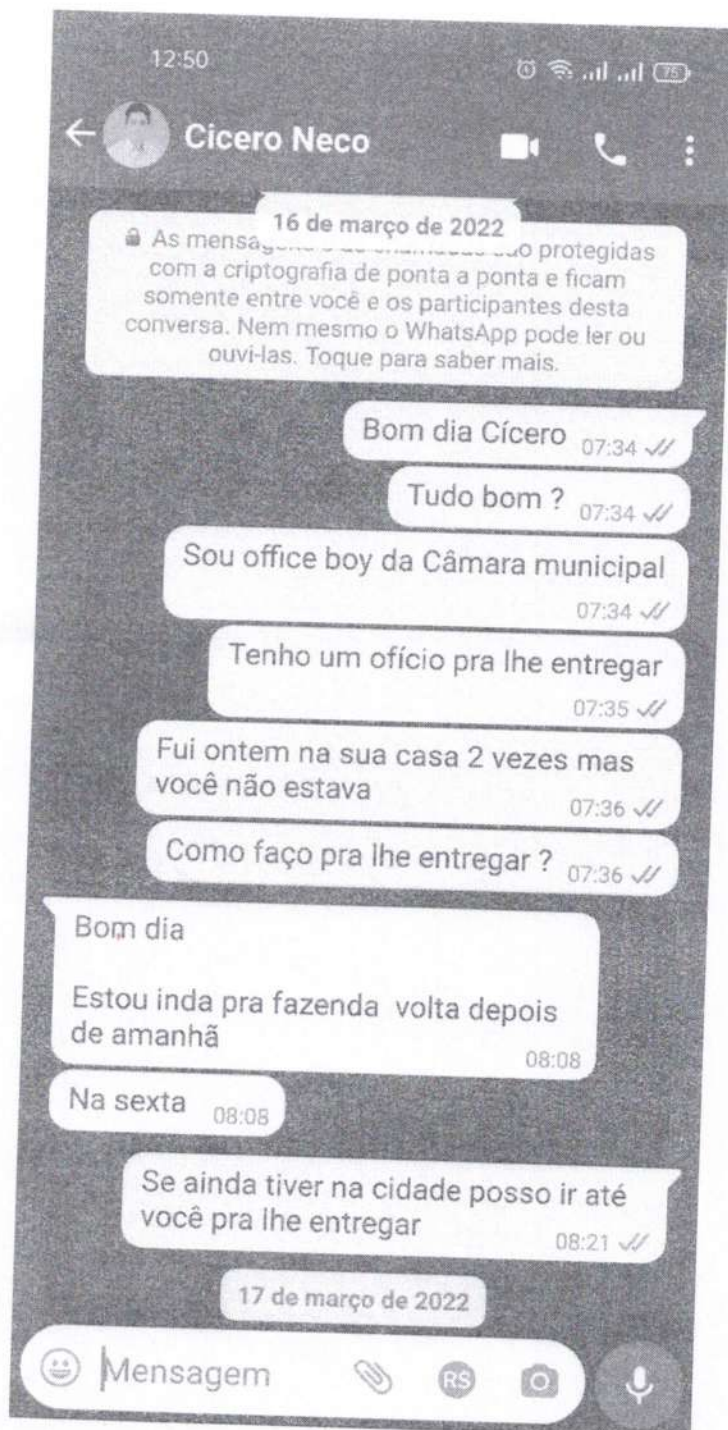 12:50
75
Cicero Neco
16 de março de 2022
As mensagens e as chamadas são protegidas
com a criptografia de ponta a ponta e ficam
somente entre você e os participantes desta
conversa. Nem mesmo o WhatsApp pode ler ou
ouvi-las. Toque para saber mais.
Bom dia Cícero 07:34
Tudo bom ? 07:34
Sou office boy da Câmara municipal
07:34
Tenho um ofício pra lhe entregar
07:35
Fui ontem na sua casa 2 vezes mas
você não estava
07:36
Como faço pra lhe entregar ? 07:36
Bom dia
Estou inda pra fazenda volta depois
de amanhã
08:08
Na sexta 08:08
Se ainda tiver na cidade posso ir até
você pra lhe entregar
08:21
17 de março de 2022
Mensagem
RS